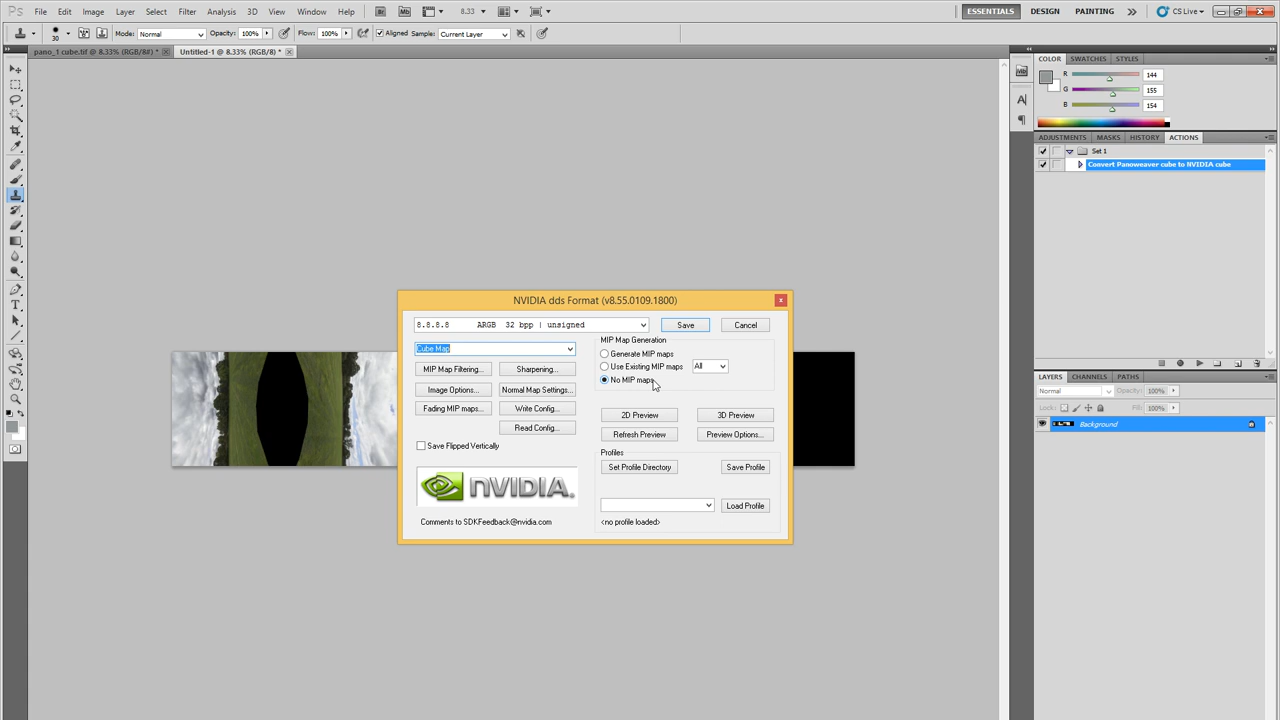 Ps File Edit Image Layer Select Filter Analysis 3D View Window Help Br Mb 8.33 ESSENTIALS DESIGN PAINTING CS Live
30 Mode: Normal Opacity: 100% Flow: 100% Aligned Sample: Current Layer
pano_1 cube.tif @ 8.33% (RGB/8#) * Untitled-1 @ 8.33% (RGB/8) *
COLOR SWATCHES STYLES
R 144
G 155
B 154
ADJUSTMENTS MASKS HISTORY ACTIONS
Set 1
Convert Panoweaver cube to NVIDIA cube
NVIDIA dds Format (v8.55.0109.1800)
8.8.8.8 ARGB 32 bpp | unsigned Save Cancel
Cube Map
MIP Map Generation
Generate MIP maps
Use Existing MIP maps All
No MIP maps
MIP Map Filtering... Sharpening...
Image Options... Normal Map Settings...
Fading MIP maps... Write Config...
Read Config...
2D Preview 3D Preview
Refresh Preview Preview Options...
Save Flipped Vertically
Profiles
Set Profile Directory Save Profile
Load Profile
<no profile loaded>
NVIDIA.
Comments to SDKFeedback@nvidia.com
LAYERS CHANNELS PATHS
Normal Opacity: 100%
Lock: Fill: 100%
Background